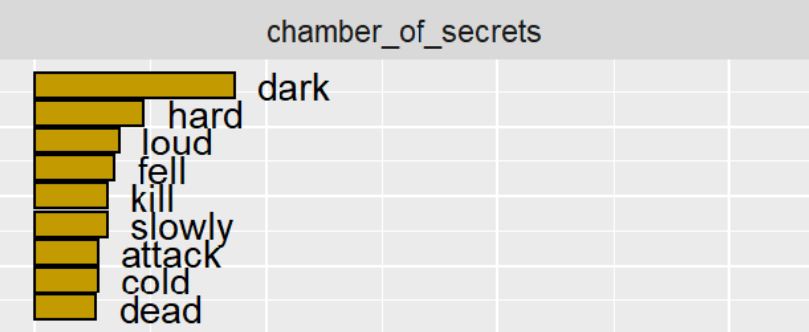 chamber_of_secrets
dark
hard
loud
fell
kill
slowly
attack
cold
dead